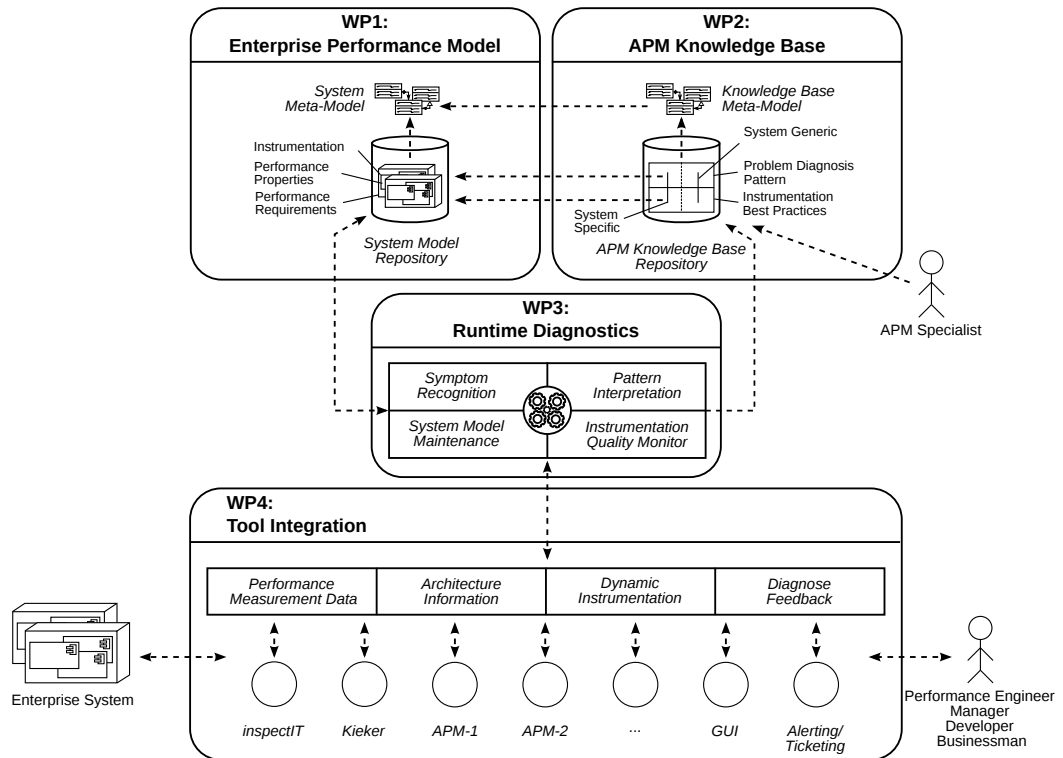 WP1:
Enterprise Performance Model
System
Meta-Model
Instrumentation
Performance
Properties
Performance
Requirements
System Model
Repository
WP2:
APM Knowledge Base
Knowledge Base
Meta-Model
System Generic
Problem Diagnosis
Pattern
Instrumentation
Best Practices
System
Specific
APM Knowledge Base
Repository
APM Specialist
WP3:
Runtime Diagnostics
Symptom
Recognition
Pattern
Interpretation
System Model
Maintenance
Instrumentation
Quality Monitor
WP4:
Tool Integration
Performance
Measurement Data
Architecture
Information
Dynamic
Instrumentation
Diagnose
Feedback
Enterprise System
inspectIT
Kieker
APM-1
APM-2
...
GUI
Alerting/
Ticketing
Performance Engineer
Manager
Developer
Businessman